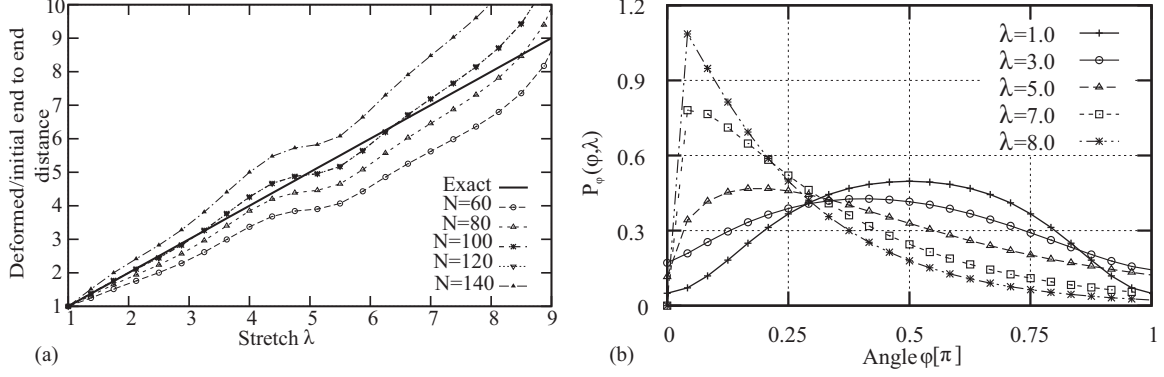 10
9
8
7
6
5
4
3
2
1
Deformed/initial end to end
distance
Exact
N=60
N=80
N=100
N=120
N=140
1 2 3 4 5 6 7 8 9
Stretch λ
(a)
1.2
0.9
0.6
0.3
0
P_φ(φ,λ)
λ=1.0
λ=3.0
λ=5.0
λ=7.0
λ=8.0
0 0.25 0.5 0.75 1
Angle φ[π]
(b)